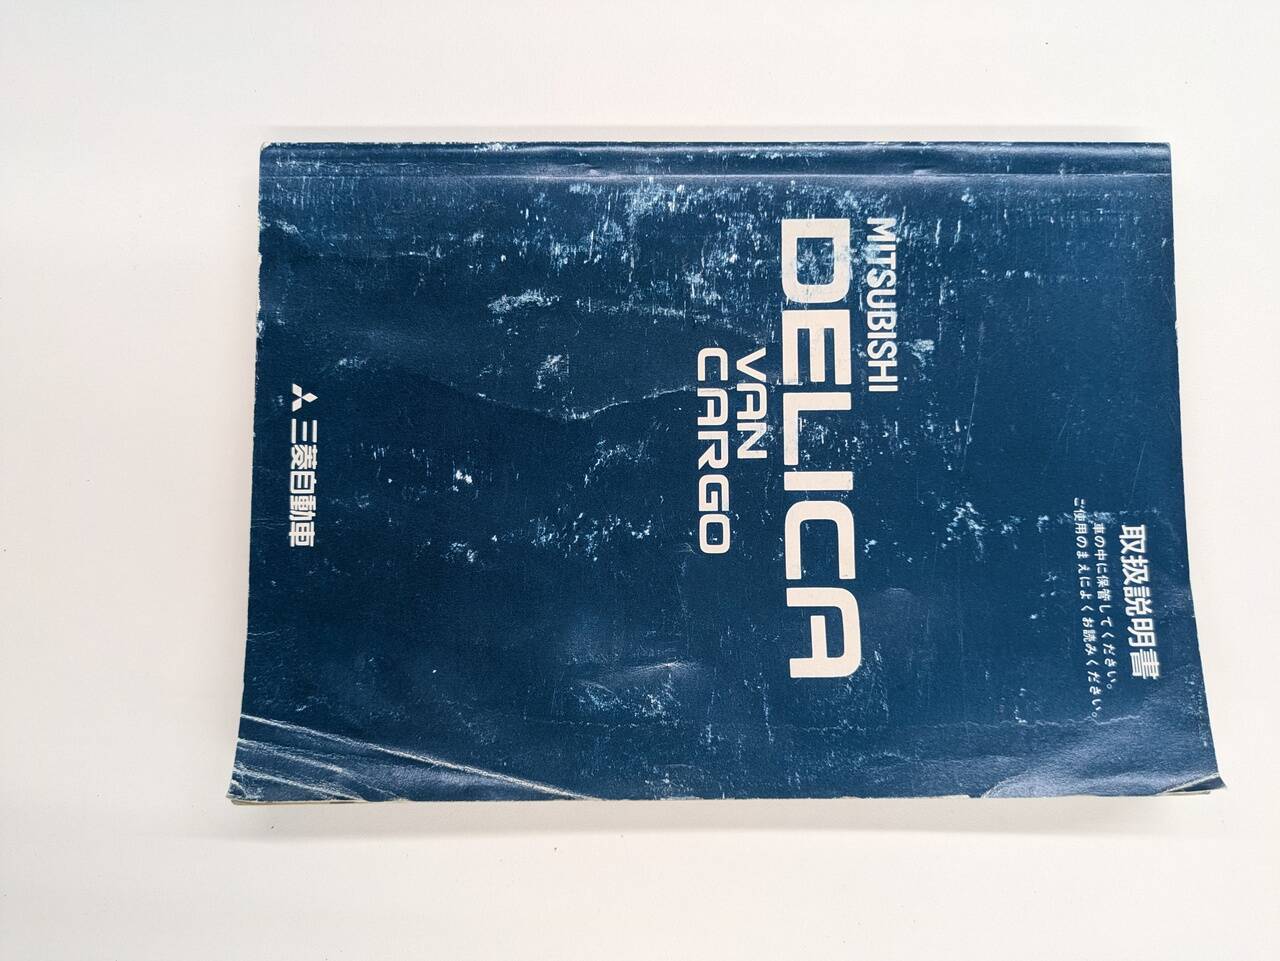 取扱説明書
車の中に保管してください。
ご使用のまえによくお読みください。
MITSUBISHI
DELICA
VAN
CARGO
三菱自動車